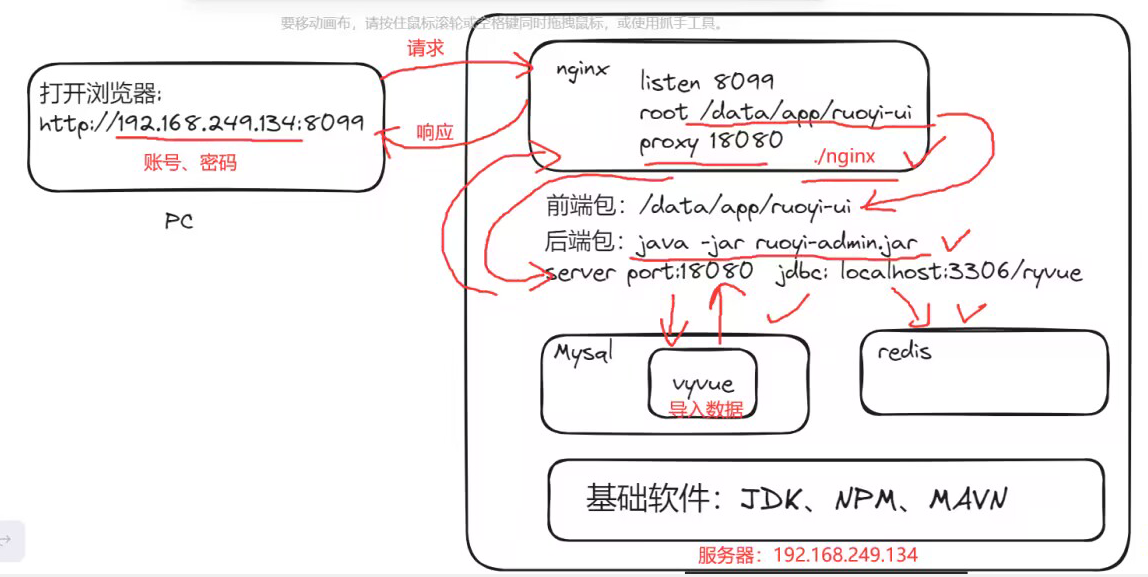 要移动画布，请按住鼠标滚轮或空格键同时拖拽鼠标，或使用抓手工具。
请求
打开浏览器:
http://192.168.249.134:8099
账号、密码
响应
PC
nginx
listen 8099
root /data/app/ruoyi-ui
proxy 18080
./nginx
前端包: /data/app/ruoyi-ui
后端包: java -jar ruoyi-admin.jar
server port:18080 jdbc: localhost:3306/ryvue
Mysql
vyvue
导入数据
redis
基础软件: JDK、NPM、MAVN
服务器: 192.168.249.134